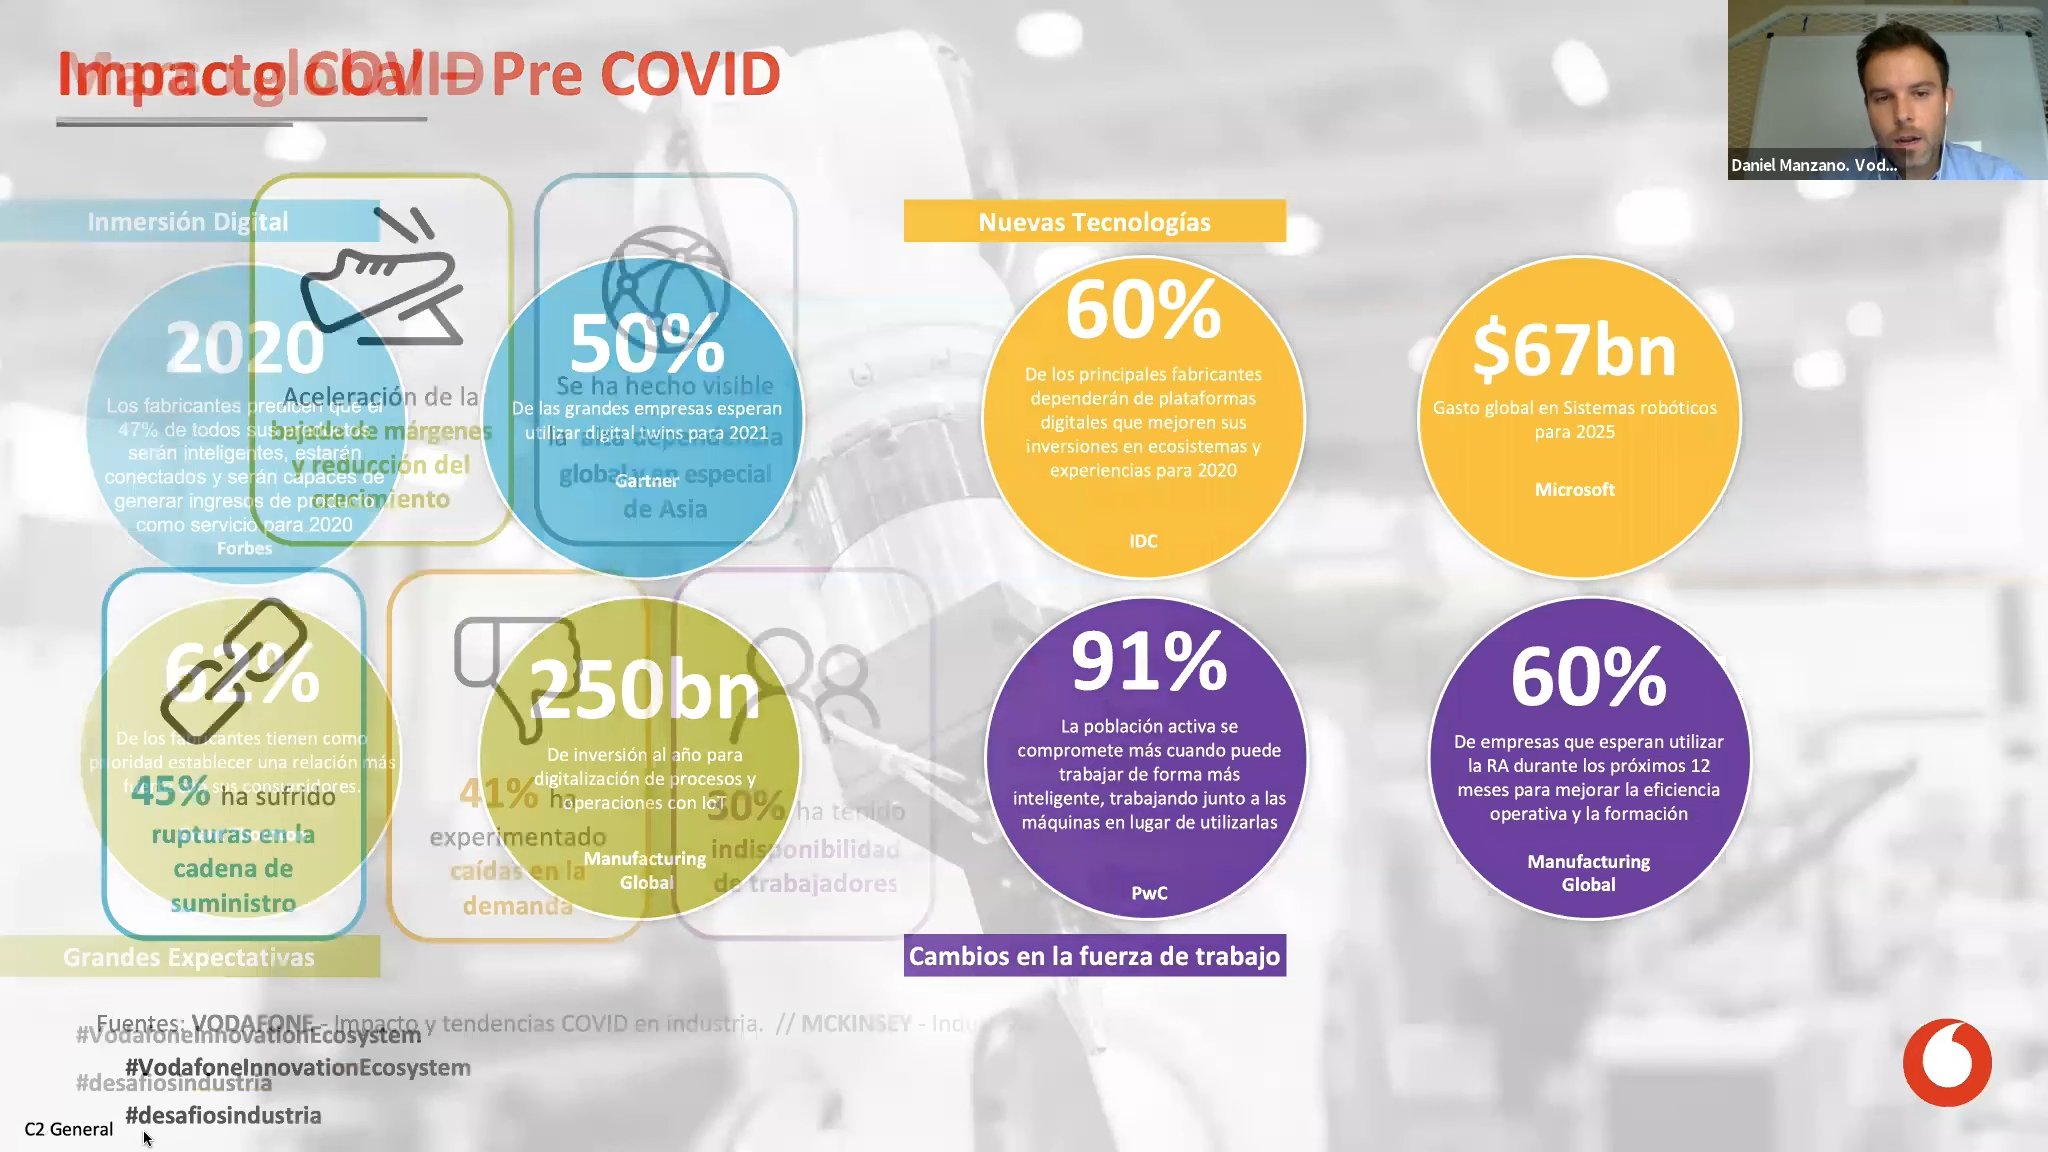 Impacto COVID
Marco global – Pre COVID
Daniel Manzano. Vod...
Inmersión Digital
2020
Los fabricantes predicen que el
47% de todos sus productos
serán inteligentes, estarán
conectados y serán capaces de
generar ingresos de producto
como servicio para 2020
Forbes
50%
De las grandes empresas esperan
utilizar digital twins para 2021
Gartner
Aceleración de la
bajada de márgenes
y reducción del
crecimiento
Se ha hecho visible
la alta dependencia
global y en especial
de Asia
Nuevas Tecnologías
60%
De los principales fabricantes
dependerán de plataformas
digitales que mejoren sus
inversiones en ecosistemas y
experiencias para 2020
IDC
$67bn
Gasto global en Sistemas robóticos
para 2025
Microsoft
62%
De los fabricantes tienen como
prioridad establecer una relación más
fuerte con sus consumidores.
250bn
De inversión al año para
digitalización de procesos y
operaciones con IoT
Manufacturing
Global
45% ha sufrido
rupturas en la
cadena de
suministro
41% ha
experimentado
caídas en la
demanda
30% ha tenido
indisponibilidad
de trabajadores
Grandes Expectativas
91%
La población activa se
compromete más cuando puede
trabajar de forma más
inteligente, trabajando junto a las
máquinas en lugar de utilizarlas
PwC
60%
De empresas que esperan utilizar
la RA durante los próximos 12
meses para mejorar la eficiencia
operativa y la formación
Manufacturing
Global
Cambios en la fuerza de trabajo
Fuentes: VODAFONE - Impacto y tendencias COVID en industria. // MCKINSEY - Indu
#VodafoneInnovationEcosystem
#desafiosindustria
#VodafoneInnovationEcosystem
#desafiosindustria
C2 General